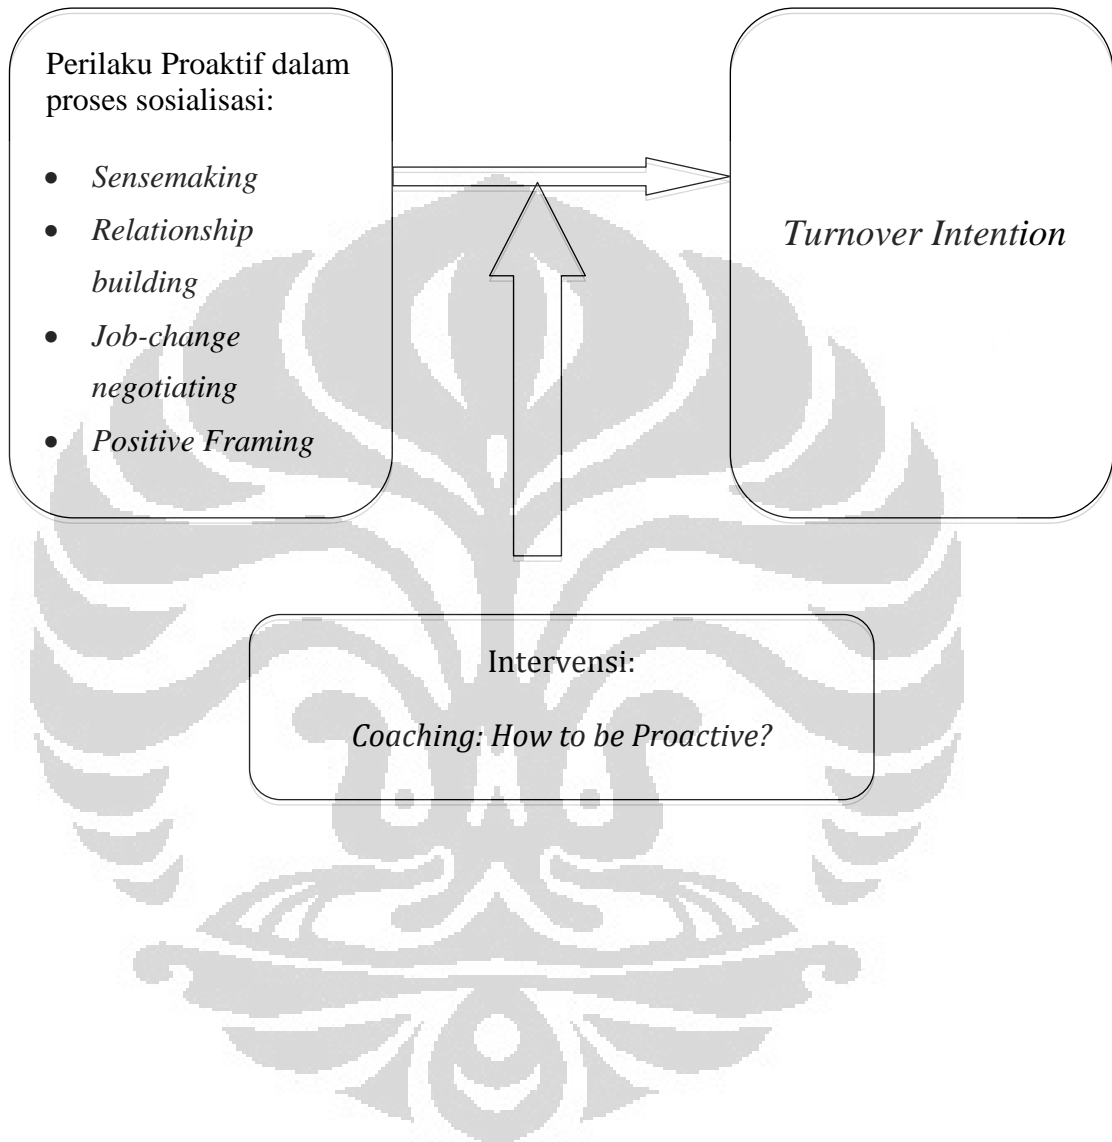 Perilaku Proaktif dalam
proses sosialisasi:
• Sensemaking
• Relationship
building
• Job-change
negotiating
• Positive Framing
Turnover Intention
Intervensi:
Coaching: How to be Proactive?